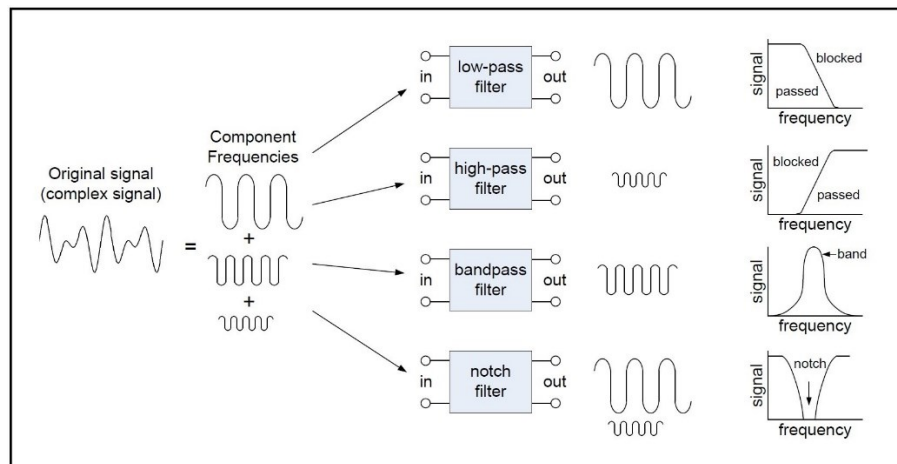 Original signal
(complex signal)
=
Component
Frequencies
+
+
in
low-pass
filter
out
signal
blocked
passed
frequency
in
high-pass
filter
out
signal
blocked
passed
frequency
in
bandpass
filter
out
signal
band
frequency
in
notch
filter
out
signal
notch
frequency